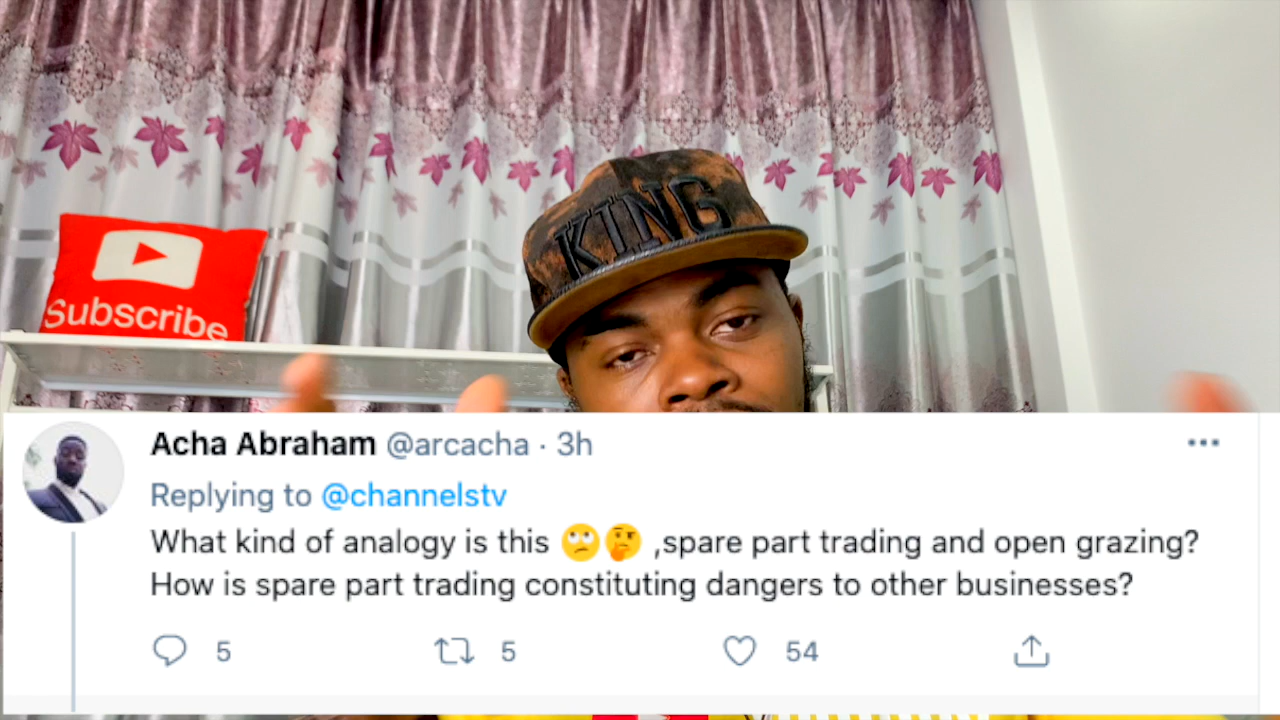 KING
Subscribe
Acha Abraham @arcacha · 3h
Replying to @channelstv
What kind of analogy is this 🙄🤔 ,spare part trading and open grazing?
How is spare part trading constituting dangers to other businesses?
5 5 54